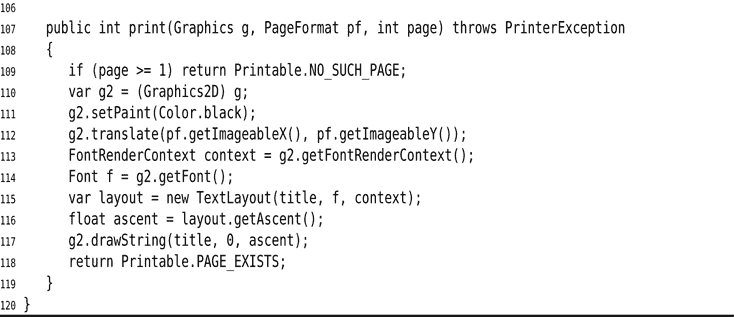 106
107    public int print(Graphics g, PageFormat pf, int page) throws PrinterException
108    {
109       if (page >= 1) return Printable.NO_SUCH_PAGE;
110       var g2 = (Graphics2D) g;
111       g2.setPaint(Color.black);
112       g2.translate(pf.getImageableX(), pf.getImageableY());
113       FontRenderContext context = g2.getFontRenderContext();
114       Font f = g2.getFont();
115       var layout = new TextLayout(title, f, context);
116       float ascent = layout.getAscent();
117       g2.drawString(title, 0, ascent);
118       return Printable.PAGE_EXISTS;
119    }
120 }